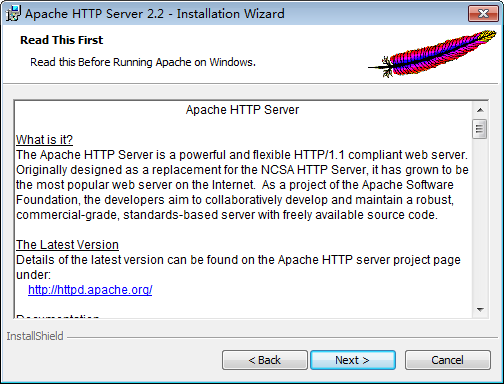 Apache HTTP Server 2.2 - Installation Wizard
Read This First
Read this Before Running Apache on Windows.
Apache HTTP Server
What is it?
The Apache HTTP Server is a powerful and flexible HTTP/1.1 compliant web server.
Originally designed as a replacement for the NCSA HTTP Server, it has grown to be
the most popular web server on the Internet.  As a project of the Apache Software
Foundation, the developers aim to collaboratively develop and maintain a robust,
commercial-grade, standards-based server with freely available source code.
The Latest Version
Details of the latest version can be found on the Apache HTTP server project page
under:
http://httpd.apache.org/
Documentation
InstallShield
< Back
Next >
Cancel